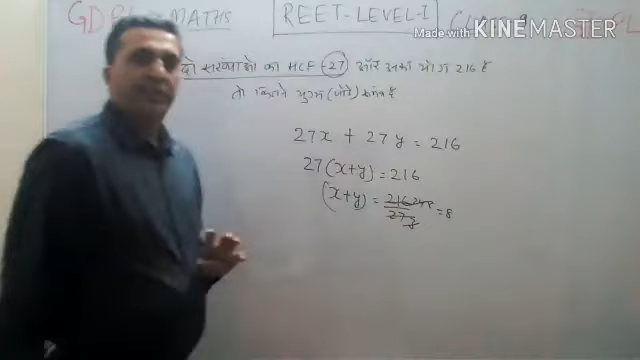 Made with KINEMASTER
MATHS REET-LEVEL-I
दो संख्याओं का HCF = 27 और उनका योग 216 है
तो कितने युग्म (जोड़े) संभव है
27x + 27y = 216
27(x+y) = 216
(x+y) = 216/27 = 8